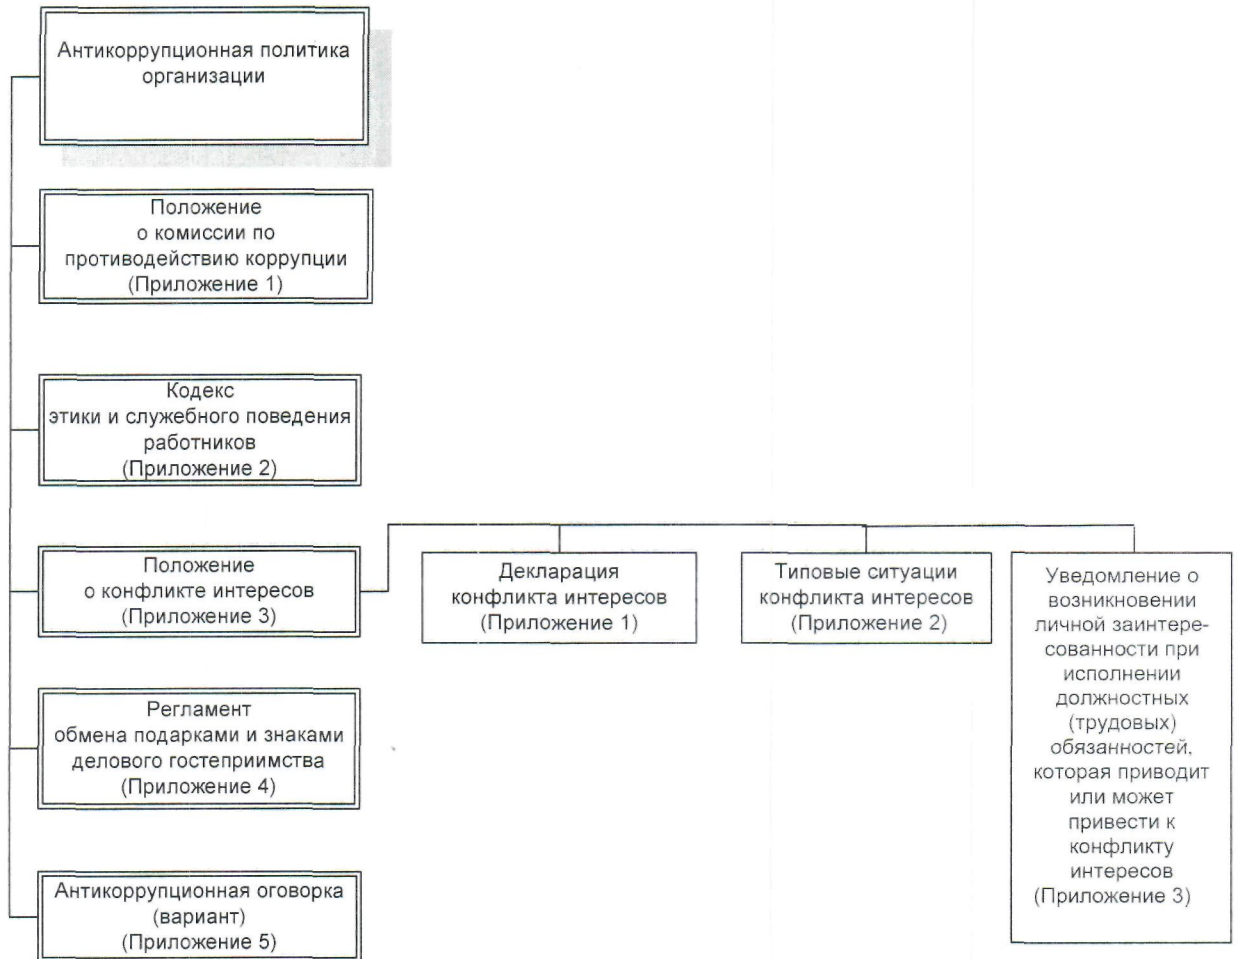 Антикоррупционная политика
организации
Положение
о комиссии по
противодействию коррупции
(Приложение 1)
Кодекс
этики и служебного поведения
работников
(Приложение 2)
Положение
о конфликте интересов
(Приложение 3)
Декларация
конфликта интересов
(Приложение 1)
Типовые ситуации
конфликта интересов
(Приложение 2)
Уведомление о
возникновении
личной заинтере-
сованности при
исполнении
должностных
(трудовых)
обязанностей,
которая приводит
или может
привести к
конфликту
интересов
(Приложение 3)
Регламент
обмена подарками и знаками
делового гостеприимства
(Приложение 4)
Антикоррупционная оговорка
(вариант)
(Приложение 5)